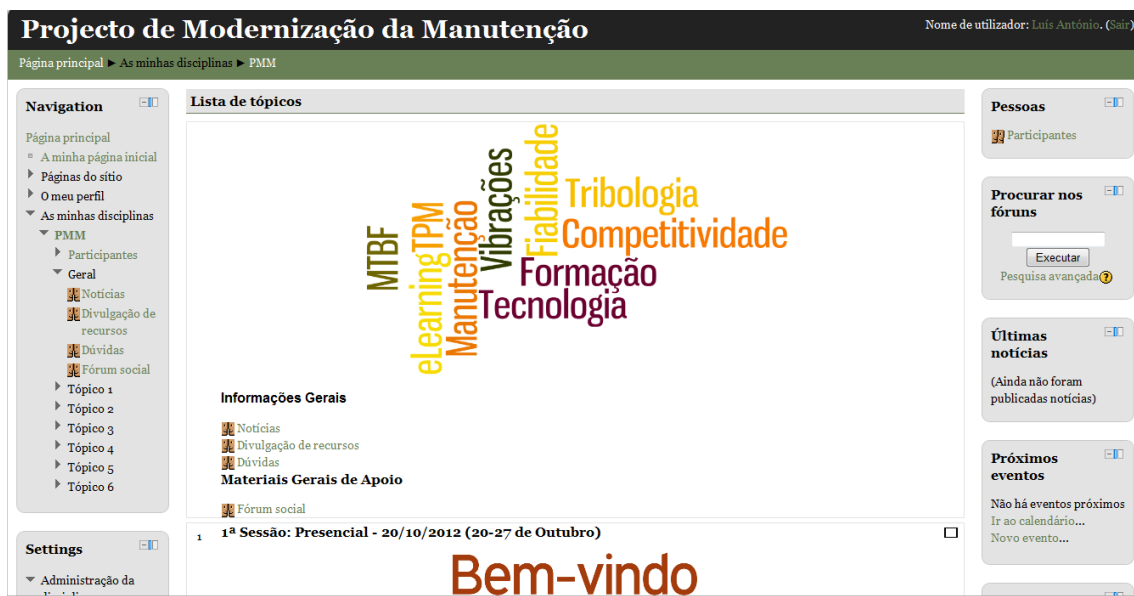 Projecto de Modernização da Manutenção
Nome de utilizador: Luís António. (Sair)
Página principal ► As minhas disciplinas ► PMM
Navigation
Página principal
A minha página inicial
Páginas do sítio
O meu perfil
As minhas disciplinas
PMM
Participantes
Geral
Notícias
Divulgação de
recursos
Dúvidas
Fórum social
Tópico 1
Tópico 2
Tópico 3
Tópico 4
Tópico 5
Tópico 6
Settings
Administração da
Lista de tópicos
MTBF
eLearning
TPM
Manutenção
Vibrações
Fiabilidade
Tribologia
Competitividade
Formação
Tecnologia
Informações Gerais
Notícias
Divulgação de recursos
Dúvidas
Materiais Gerais de Apoio
Fórum social
1
1ª Sessão: Presencial - 20/10/2012 (20-27 de Outubro)
Bem-vindo
Pessoas
Participantes
Procurar nos
fóruns
Executar
Pesquisa avançada
?
Últimas
notícias
(Ainda não foram
publicadas notícias)
Próximos
eventos
Não há eventos próximos
Ir ao calendário...
Novo evento...